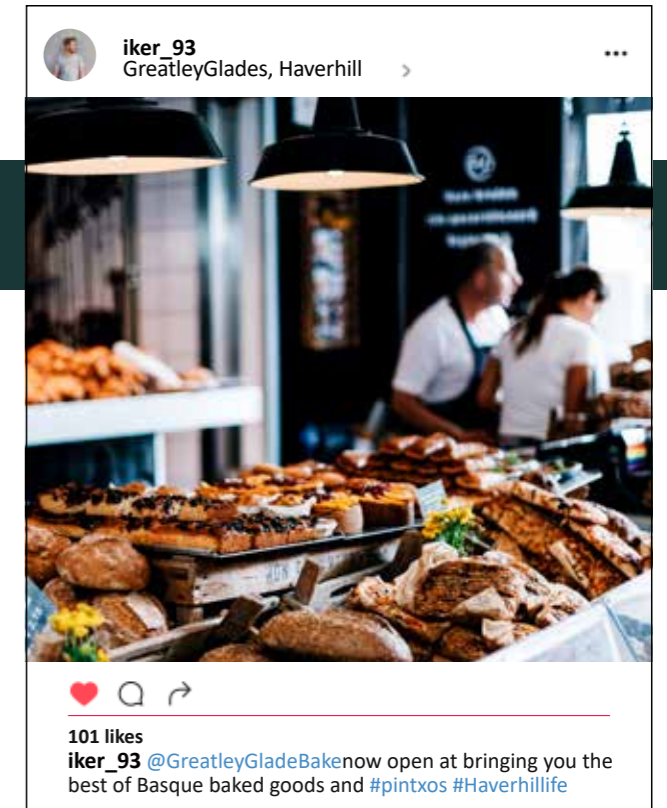 iker_93
GreatleyGlades, Haverhill
101 likes
iker_93 @GreatleyGladeBakenow open at bringing you the
best of Basque baked goods and #pintxos #Haverhillife